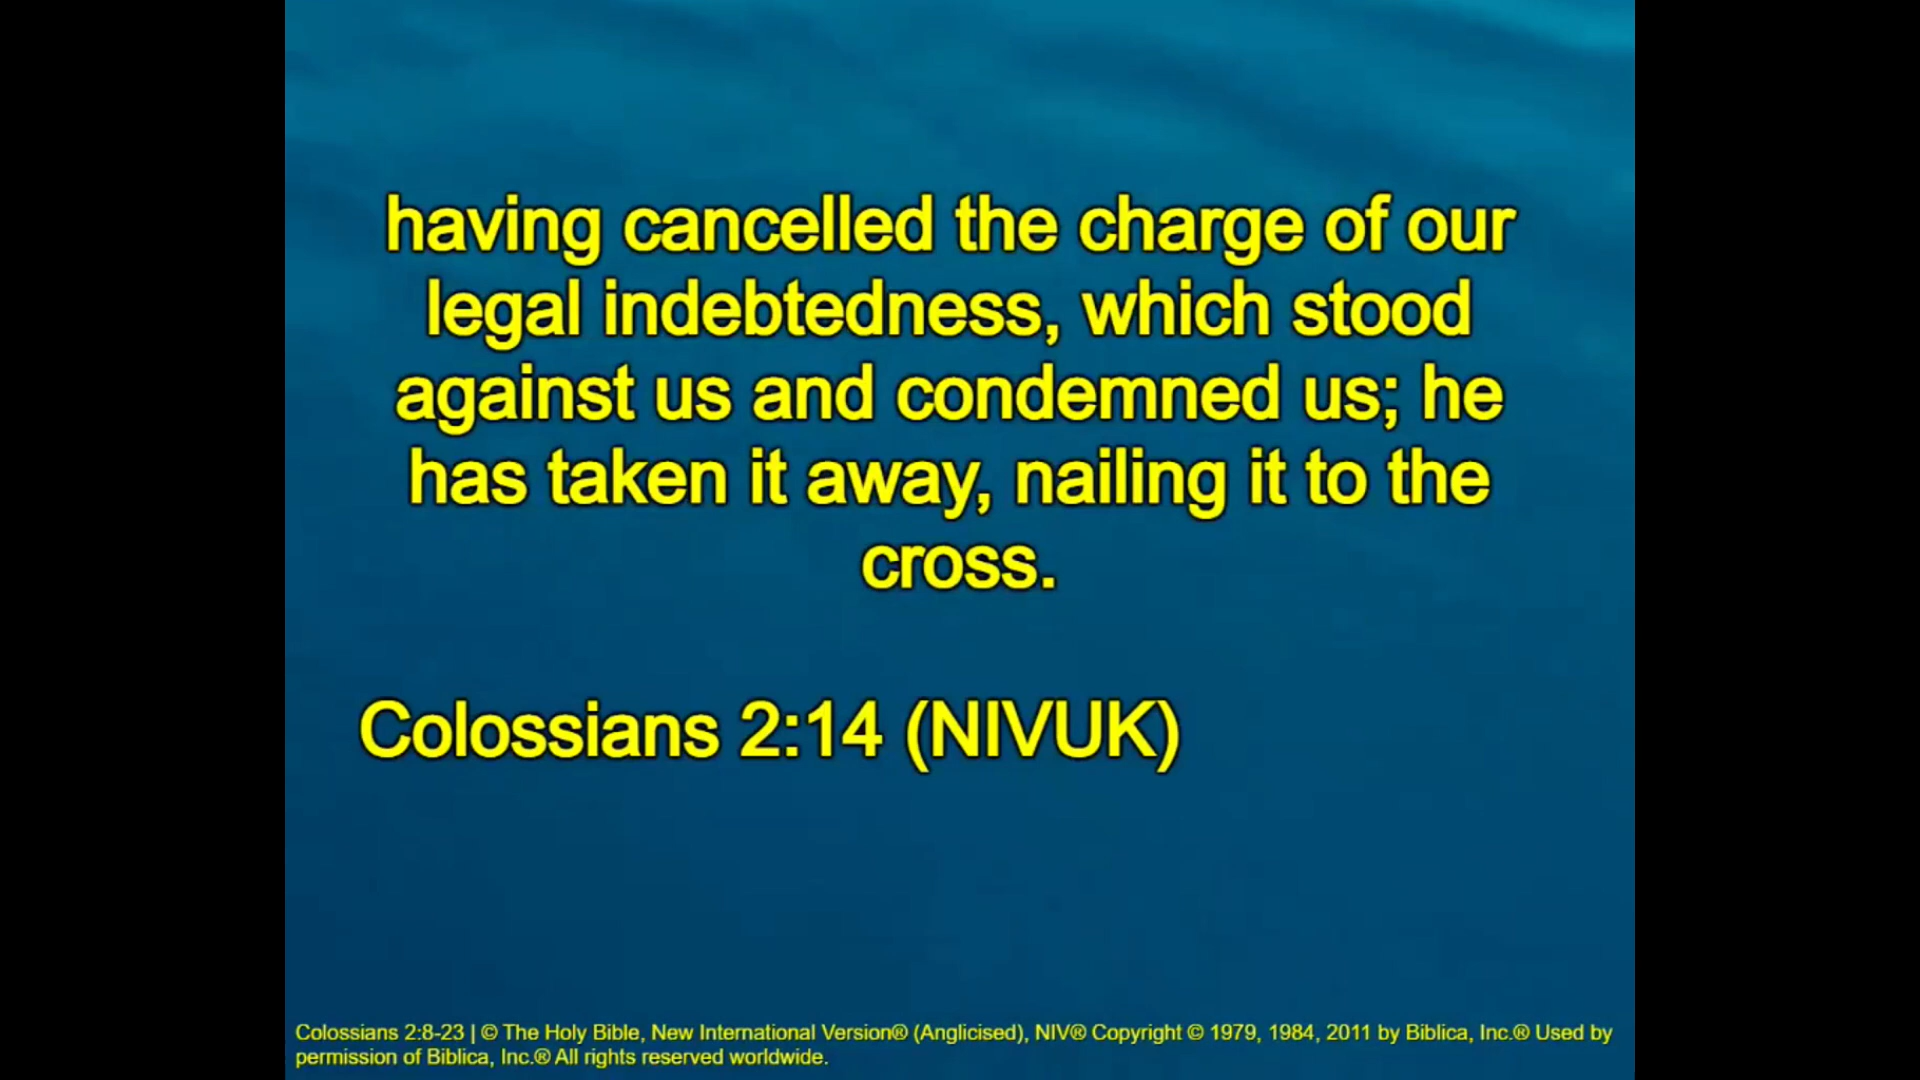 having cancelled the charge of our
legal indebtedness, which stood
against us and condemned us; he
has taken it away, nailing it to the
cross.
Colossians 2:14 (NIVUK)
Colossians 2:8-23 | © The Holy Bible, New International Version® (Anglicised), NIV® Copyright © 1979, 1984, 2011 by Biblica, Inc.® Used by
permission of Biblica, Inc.® All rights reserved worldwide.